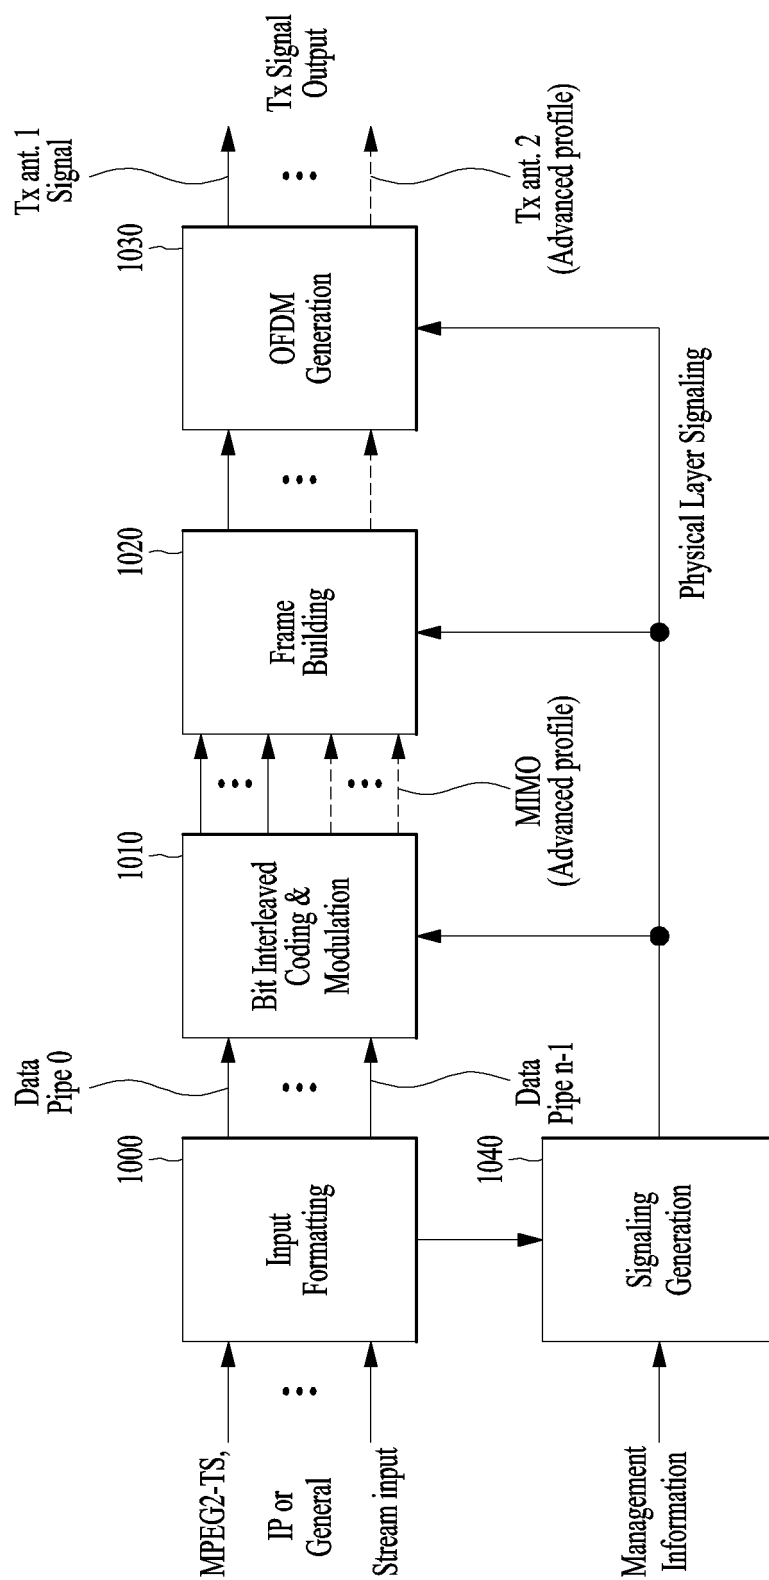 MPEG2-TS,
IP or
General
Stream input
1000
Input
Formatting
Data
Pipe 0
Data
Pipe n-1
1010
Bit Interleaved
Coding &
Modulation
MIMO
(Advanced profile)
1020
Frame
Building
1030
OFDM
Generation
Tx ant. 1
Signal
Tx Signal
Output
Tx ant. 2
(Advanced profile)
Management
Information
1040
Signaling
Generation
Physical Layer Signaling